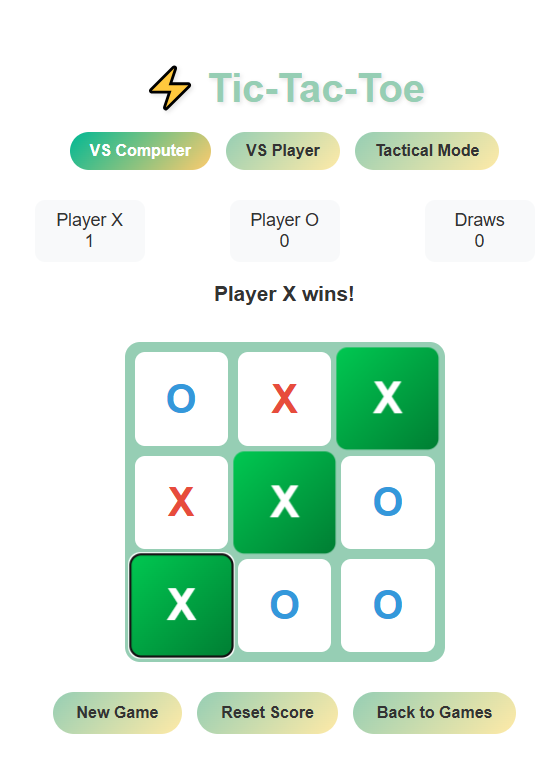 Tic-Tac-Toe
VS Computer VS Player Tactical Mode
Player X Player O Draws
1 0 0
Player X wins!
O X X
X X O
X O O
New Game Reset Score Back to Games